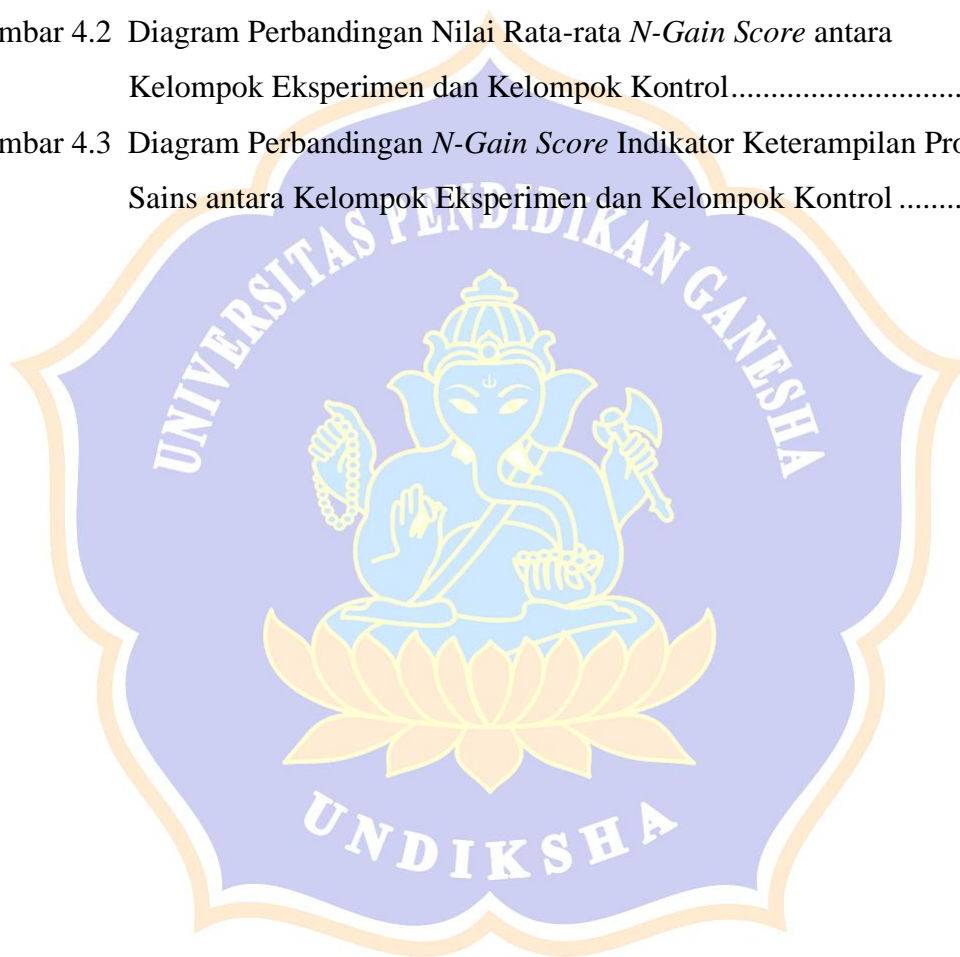 mbar 4.2 Diagram Perbandingan Nilai Rata-rata N-Gain Score antara
Kelompok Eksperimen dan Kelompok Kontrol............................
mbar 4.3 Diagram Perbandingan N-Gain Score Indikator Keterampilan Pro
Sains antara Kelompok Eksperimen dan Kelompok Kontrol ........
UNIVERSITAS PENDIDIKAN GANESHA
UNDIKSHA